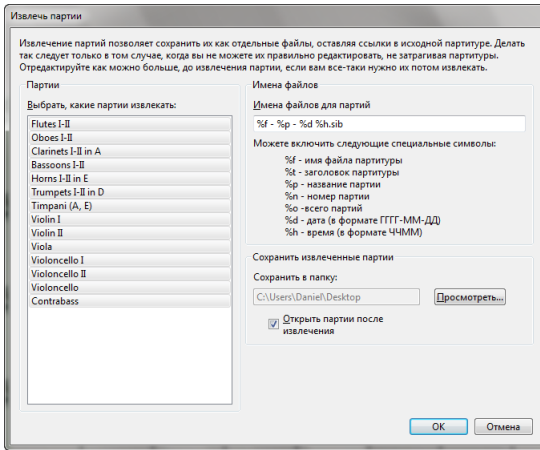 Извлечь партии
Извлечение партий позволяет сохранить их как отдельные файлы, оставляя ссылки в исходной партитуре. Делать
так следует только в том случае, когда вы не можете их правильно редактировать, не затрагивая партитуры.
Отредактируйте как можно больше, до извлечения партии, если вам все-таки нужно их потом извлекать.
Партии
Выбрать, какие партии извлекать:
Flutes I-II
Oboes I-II
Clarinets I-II in A
Bassoons I-II
Horns I-II in E
Trumpets I-II in D
Timpani (A, E)
Violin I
Violin II
Viola
Violoncello I
Violoncello II
Violoncello
Contrabass
Имена файлов
Имена файлов для партий
%f - %p - %d %h.sib
Можете включить следующие специальные символы:
%f - имя файла партитуры
%t - заголовок партитуры
%p - название партии
%n - номер партии
%o -всего партий
%d - дата (в формате ГГГГ-ММ-ДД)
%h - время (в формате ЧЧММ)
Сохранить извлеченные партии
Сохранить в папку:
C:\Users\Daniel\Desktop
Просмотреть...
Открыть партии после
извлечения
OK
Отмена